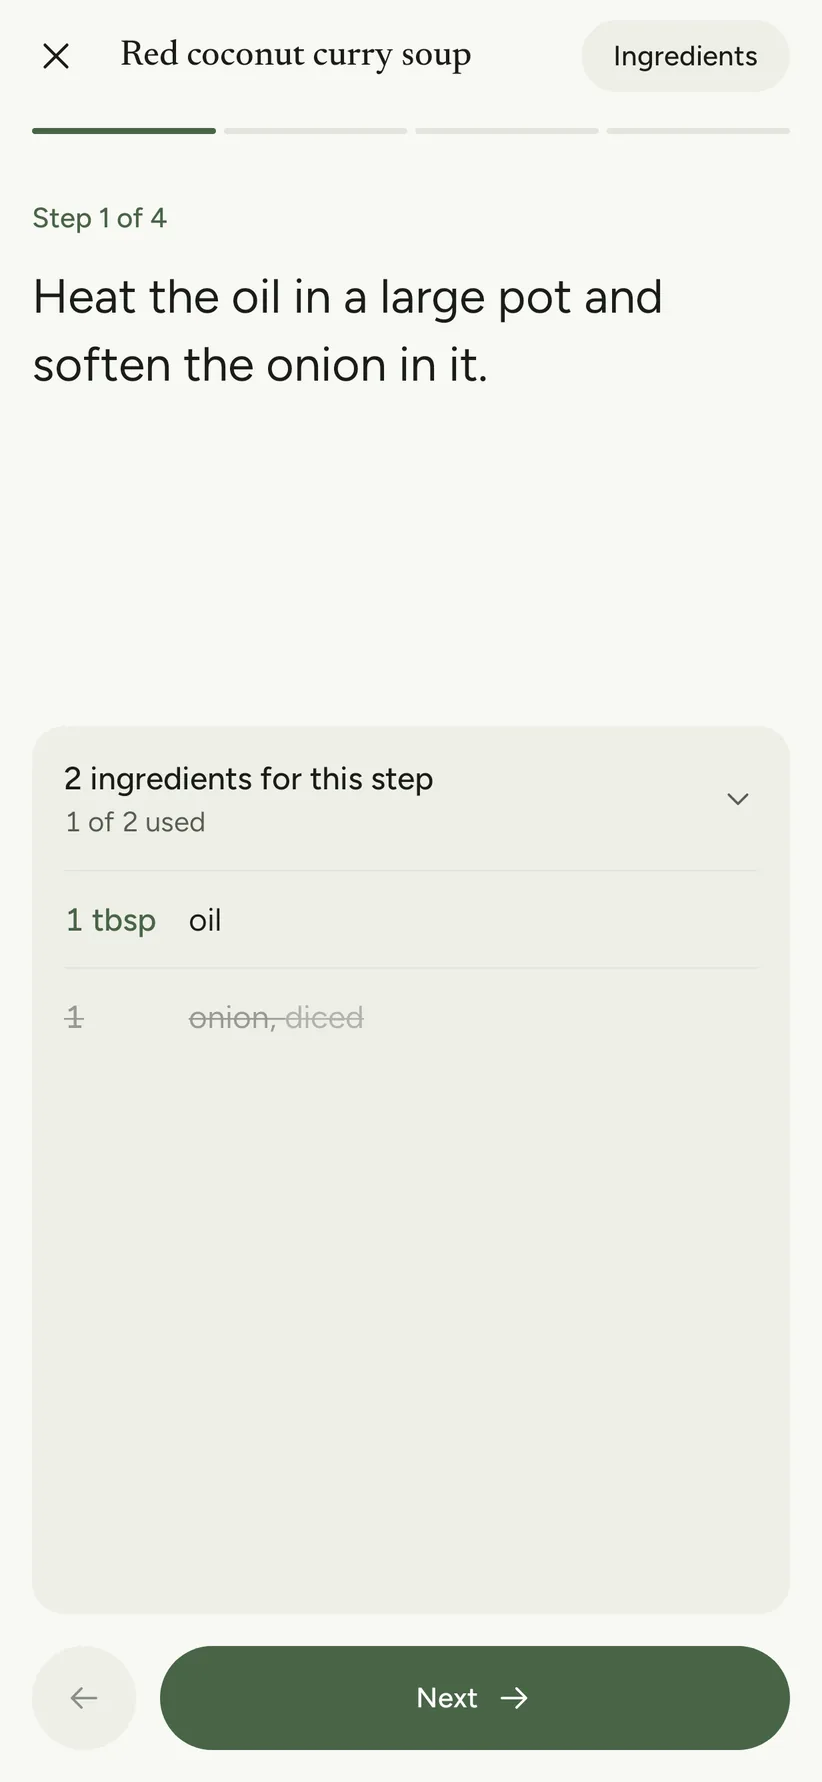 Red coconut curry soup
Ingredients
Step 1 of 4
Heat the oil in a large pot and
soften the onion in it.
2 ingredients for this step
1 of 2 used
1 tbsp oil
1 onion, diced
Next